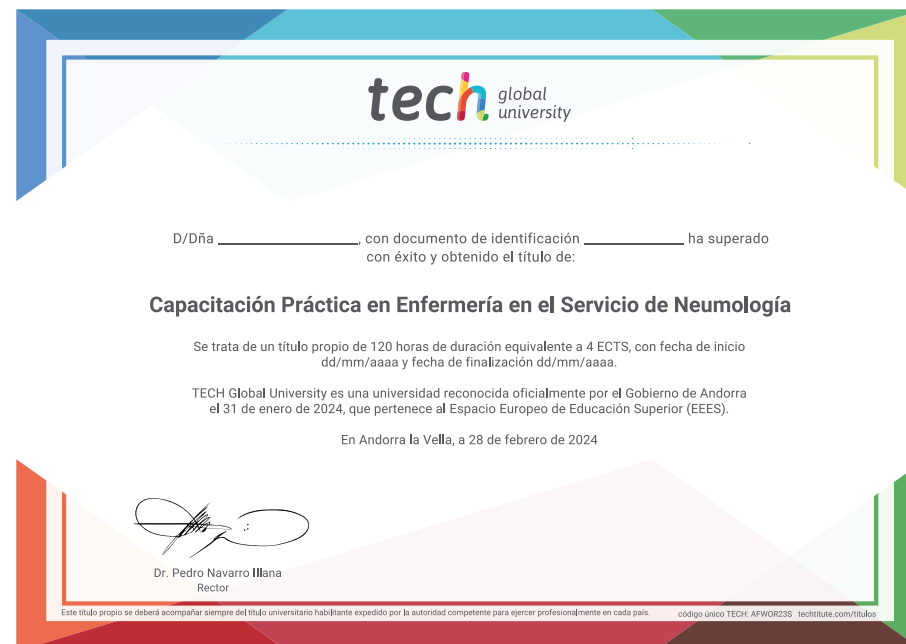 tech global university
D/Dña ______________, con documento de identificación __________ ha superado
con éxito y obtenido el título de:
Capacitación Práctica en Enfermería en el Servicio de Neumología
Se trata de un título propio de 120 horas de duración equivalente a 4 ECTS, con fecha de inicio
dd/mm/aaaa y fecha de finalización dd/mm/aaaa.
TECH Global University es una universidad reconocida oficialmente por el Gobierno de Andorra
el 31 de enero de 2024, que pertenece al Espacio Europeo de Educación Superior (EEES).
En Andorra la Vella, a 28 de febrero de 2024
Dr. Pedro Navarro Illana
Rector
Este título propio se deberá acompañar siempre del título universitario habilitante expedido por la autoridad competente para ejercer profesionalmente en cada país.
código único TECH: AFWOR23S techtitute.com/titulos